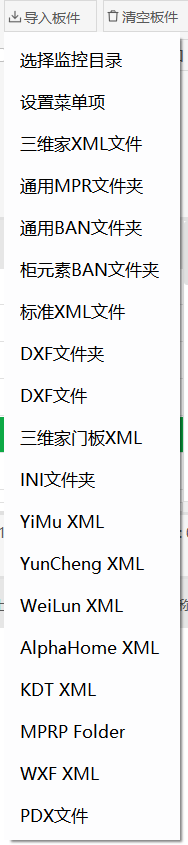 导入板件 清空板件
选择监控目录
设置菜单项
三维家XML文件
通用MPR文件夹
通用BAN文件夹
柜元素BAN文件夹
标准XML文件
DXF文件夹
DXF文件
三维家门板XML
INI文件夹
YiMu XML
YunCheng XML
WeiLun XML
AlphaHome XML
KDT XML
MPRP Folder
WXF XML
PDX文件